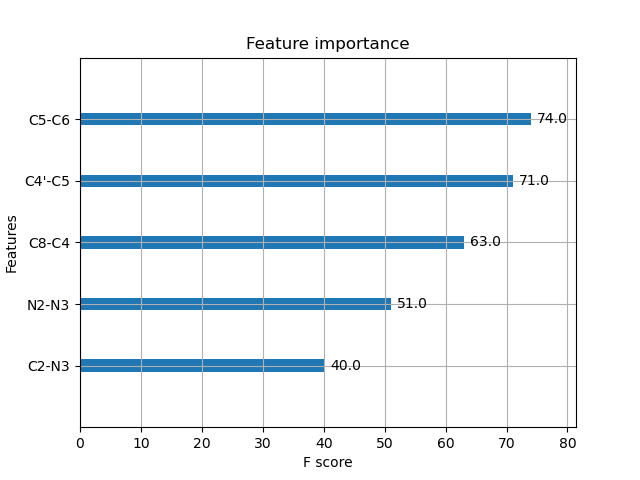 Feature importance
Features
C5-C6
74.0
C4'-C5
71.0
C8-C4
63.0
N2-N3
51.0
C2-N3
40.0
0 10 20 30 40 50 60 70 80
F score